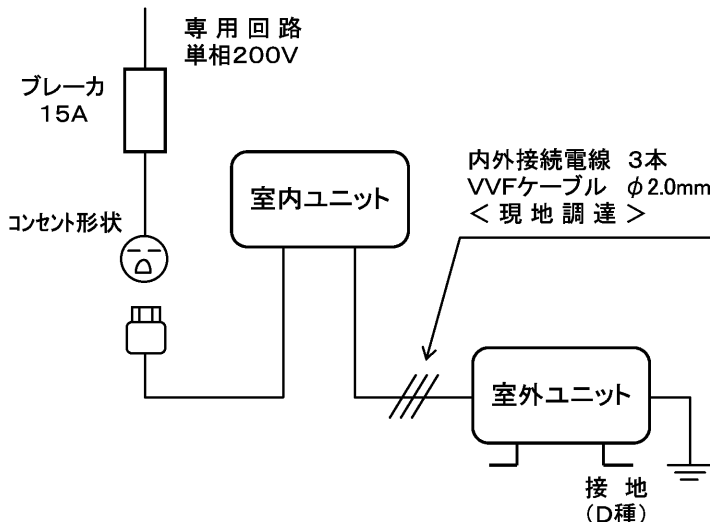 専用回路
単相200V
ブレーカ
15A
コンセント形状
室内ユニット
内外接続電線 3本
VVFケーブル φ2.0mm
<現地調達>
室外ユニット
接地
(D種)